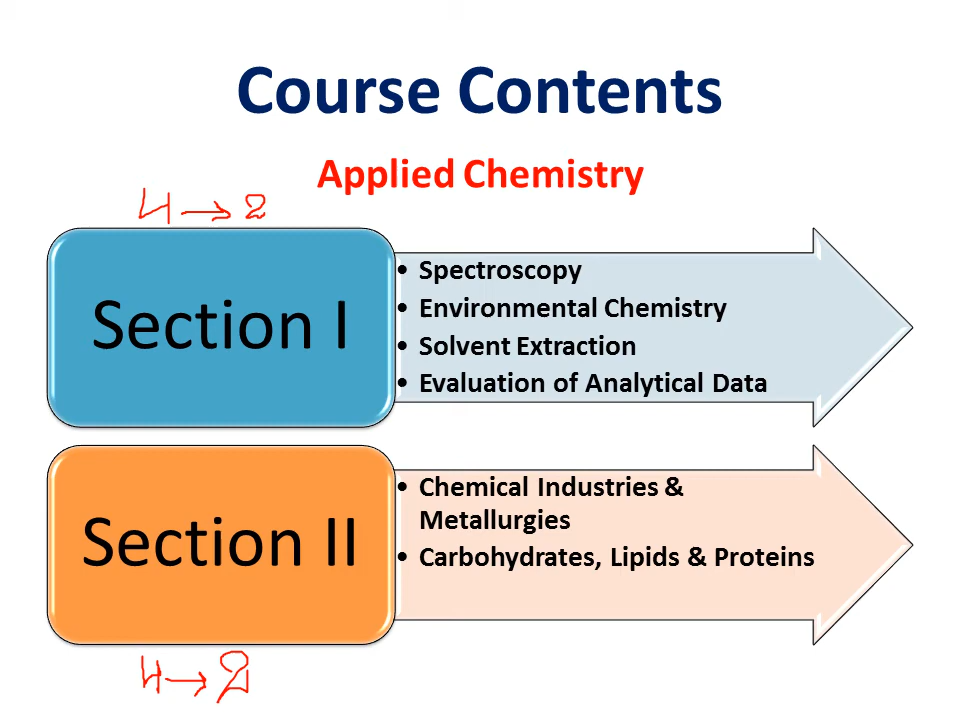 Course Contents
Applied Chemistry
4 → 2
Section I
• Spectroscopy
• Environmental Chemistry
• Solvent Extraction
• Evaluation of Analytical Data
Section II
• Chemical Industries &
Metallurgies
• Carbohydrates, Lipids & Proteins
4 → 2